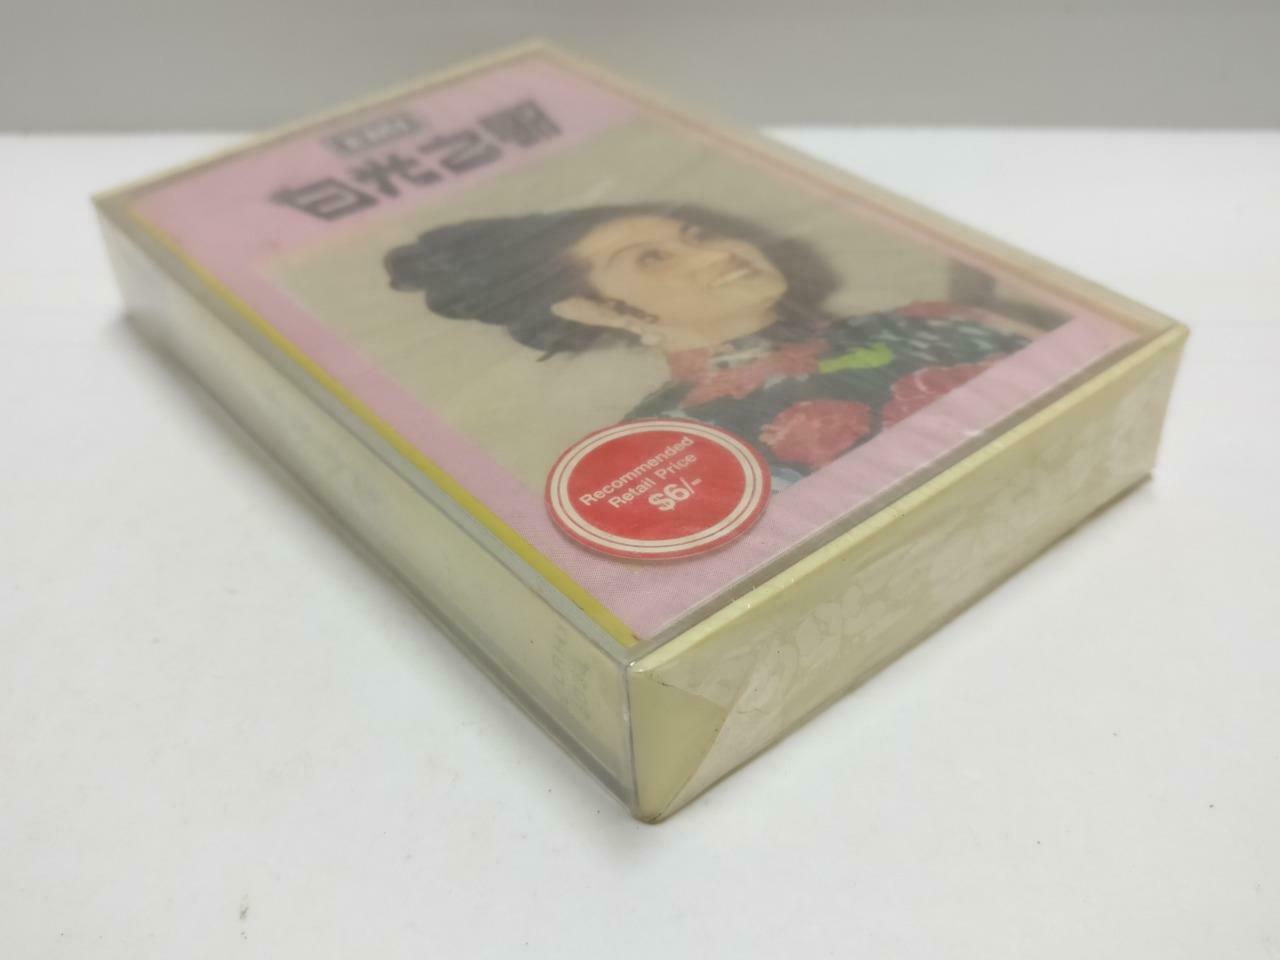 白光之歌
Recommended
Retail Price
$6/-